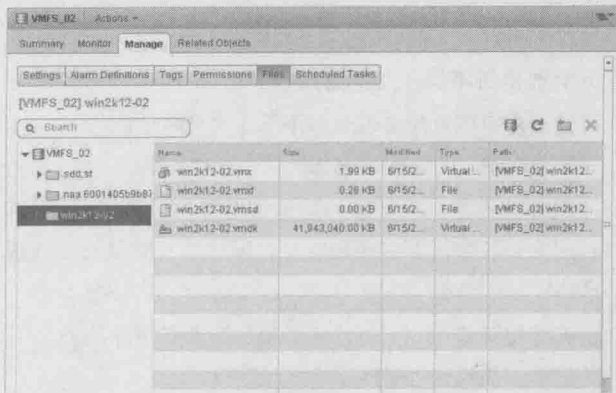 VMFS_02 Actions
Summary Monitor Manage Related Objects
Settings Alarm Definitions Tags Permissions Files Scheduled Tasks
[VMFS_02] win2k12-02
Search
VMFS_02
.sdd.sf
naa.6001405b9b87
win2k12-02
Name Size Modified Type Path
win2k12-02.vmx 1.99 KB 6/15/2... Virtual ... [VMFS_02] win2k12...
win2k12-02.vmxf 0.26 KB 6/15/2... File [VMFS_02] win2k12...
win2k12-02.vmsd 0.00 KB 6/15/2... File [VMFS_02] win2k12...
win2k12-02.vmdk 41,943,040.00 KB 6/15/2... Virtual ... [VMFS_02] win2k12...